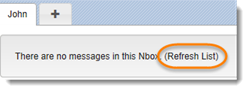 John +
There are no messages in this Nbox (Refresh List)